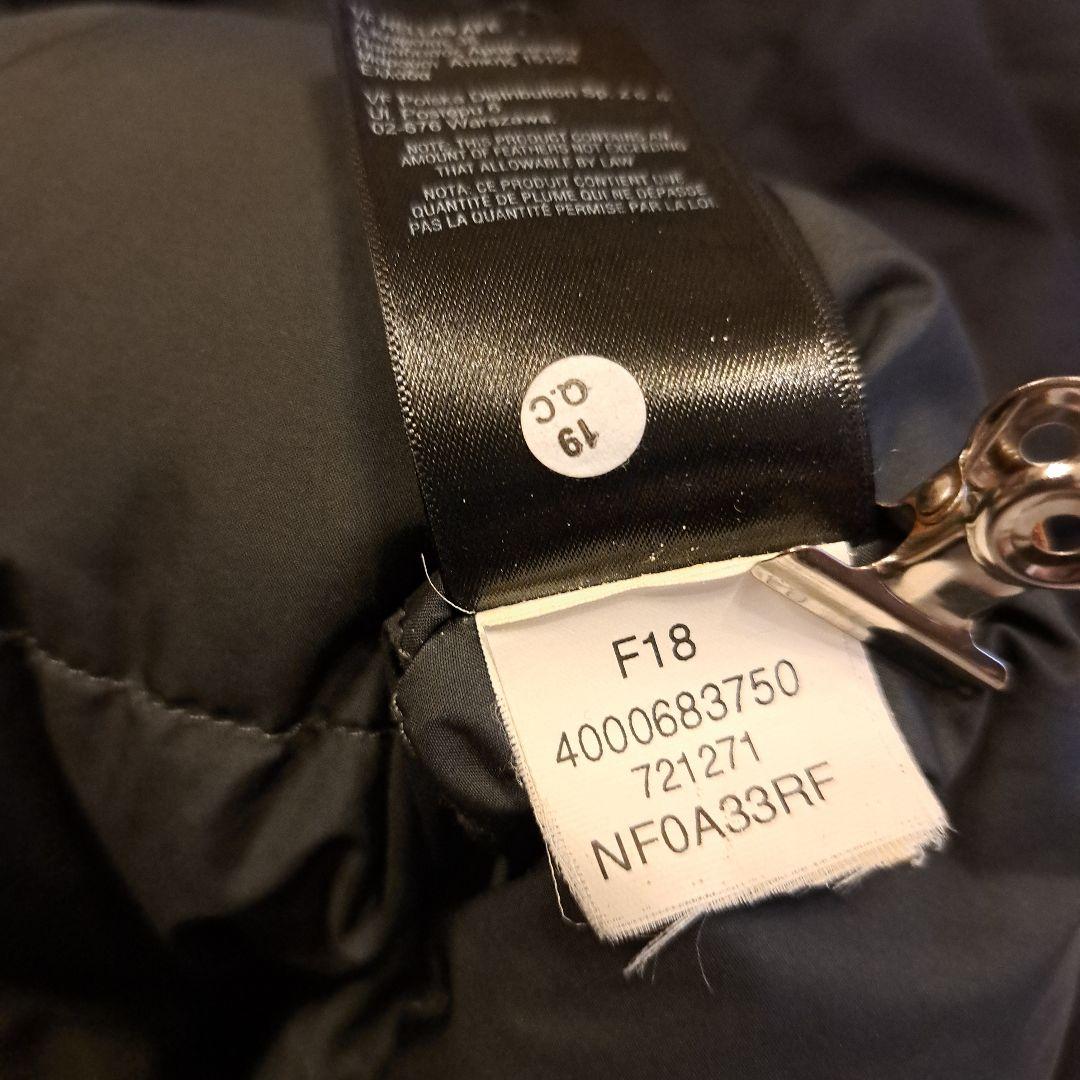 VF Polska Distribution Sp. z o. o.
Ul. Postępu 6
02-676 Warszawa
NOTE, THIS PRODUCT CONTAINS AN
AMOUNT OF FEATHERS NOT EXCEEDING
THAT ALLOWABLE BY LAW
NOTA. CE PRODUIT CONTIENT UNE
QUANTITÉ DE PLUME QUI NE DÉPASSE
PAS LA QUANTITÉ PERMISE PAR LA LOI
Q.C
19
F18
4000683750
721271
NF0A33RF